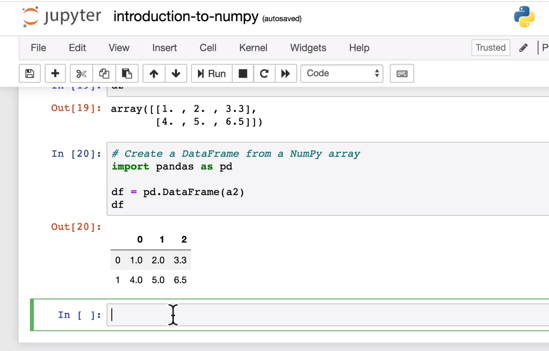 jupyter introduction-to-numpy (autosaved)
File Edit View Insert Cell Kernel Widgets Help Trusted P
Run Code
In [19]: a2
Out[19]: array([[1. , 2. , 3.3],
[4. , 5. , 6.5]])
In [20]: # Create a DataFrame from a NumPy array
import pandas as pd
df = pd.DataFrame(a2)
df
Out[20]:
0 1 2
0 1.0 2.0 3.3
1 4.0 5.0 6.5
In [ ]: